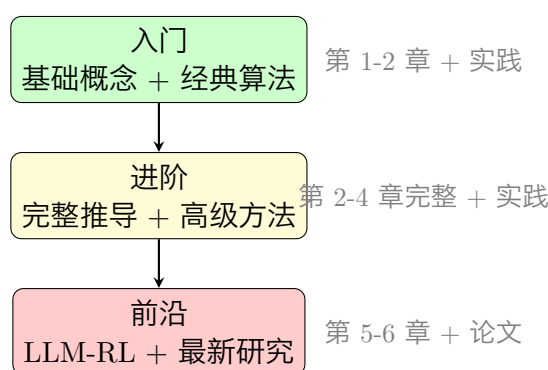 入门
基础概念 + 经典算法
第 1-2 章 + 实践
进阶
完整推导 + 高级方法
第 2-4 章完整 + 实践
前沿
LLM-RL + 最新研究
第 5-6 章 + 论文